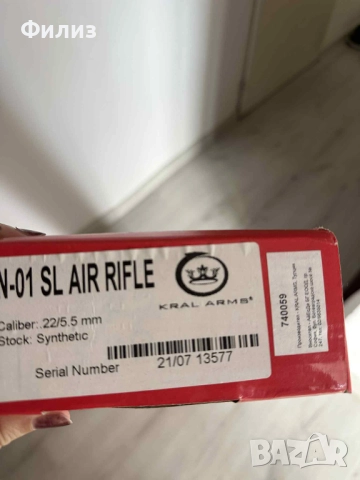 Филиз
N-01 SL AIR RIFLE
KRAL ARMS®
Caliber:.22/5.5 mm
Stock: Synthetic
Serial Number
21/07 13577
740059
bazar
БГ